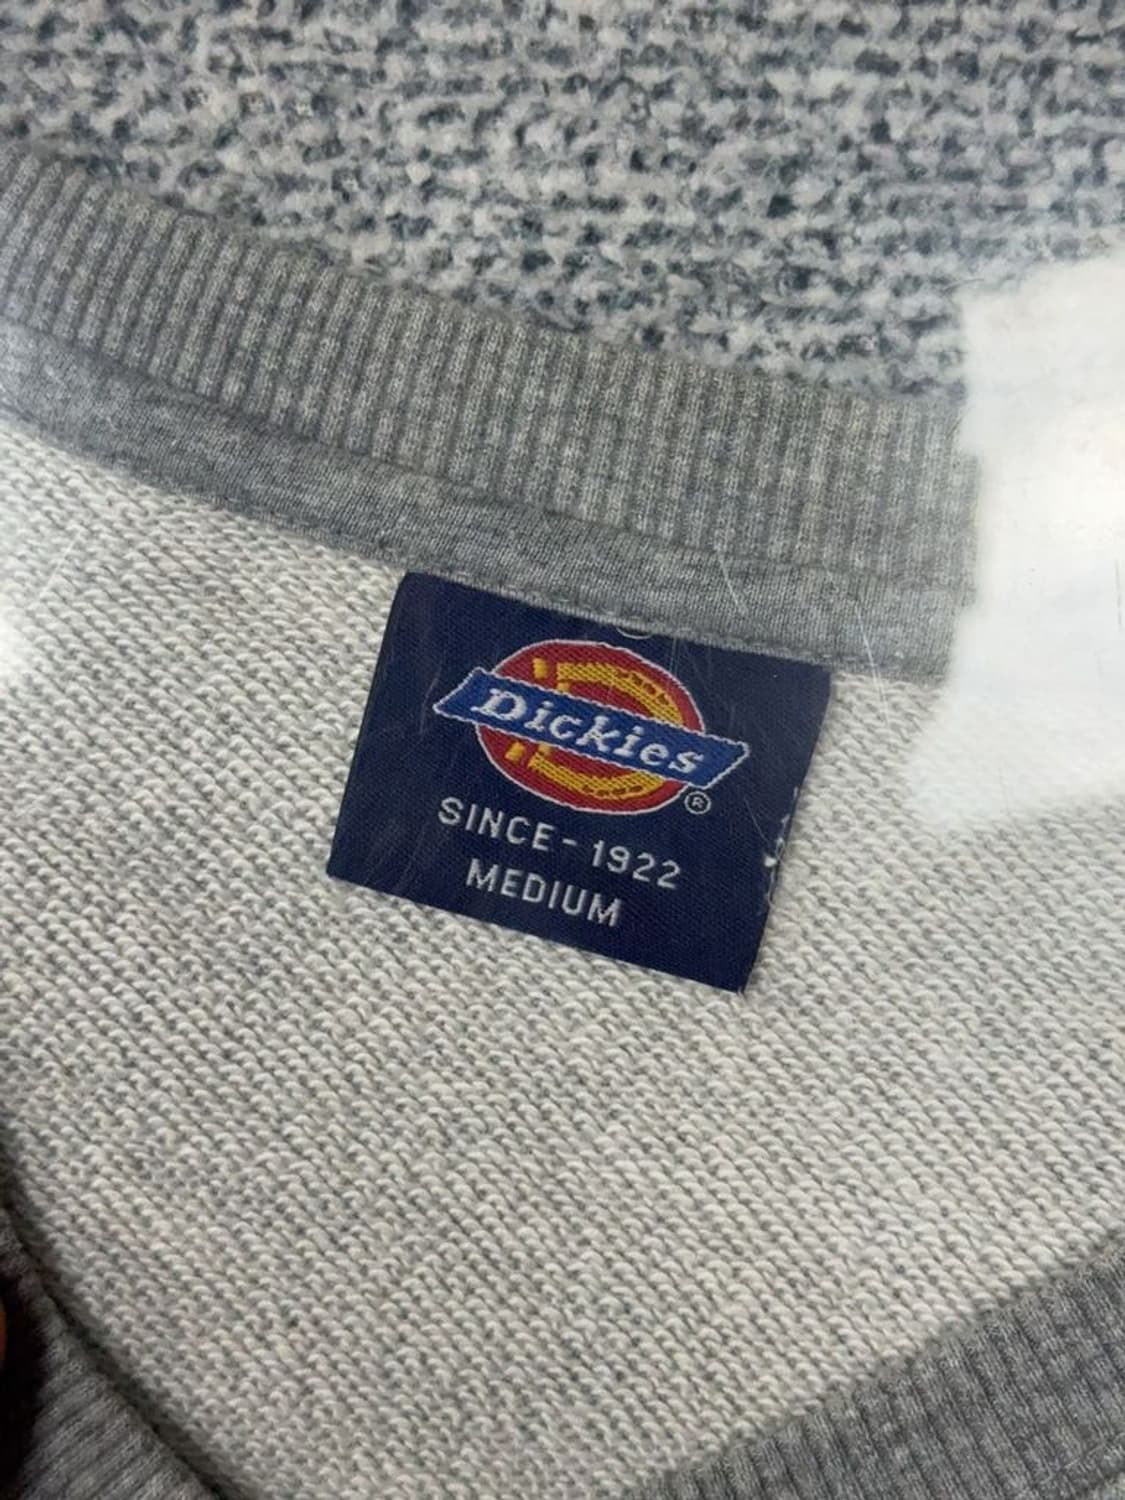 Dickies
®
SINCE-1922
MEDIUM